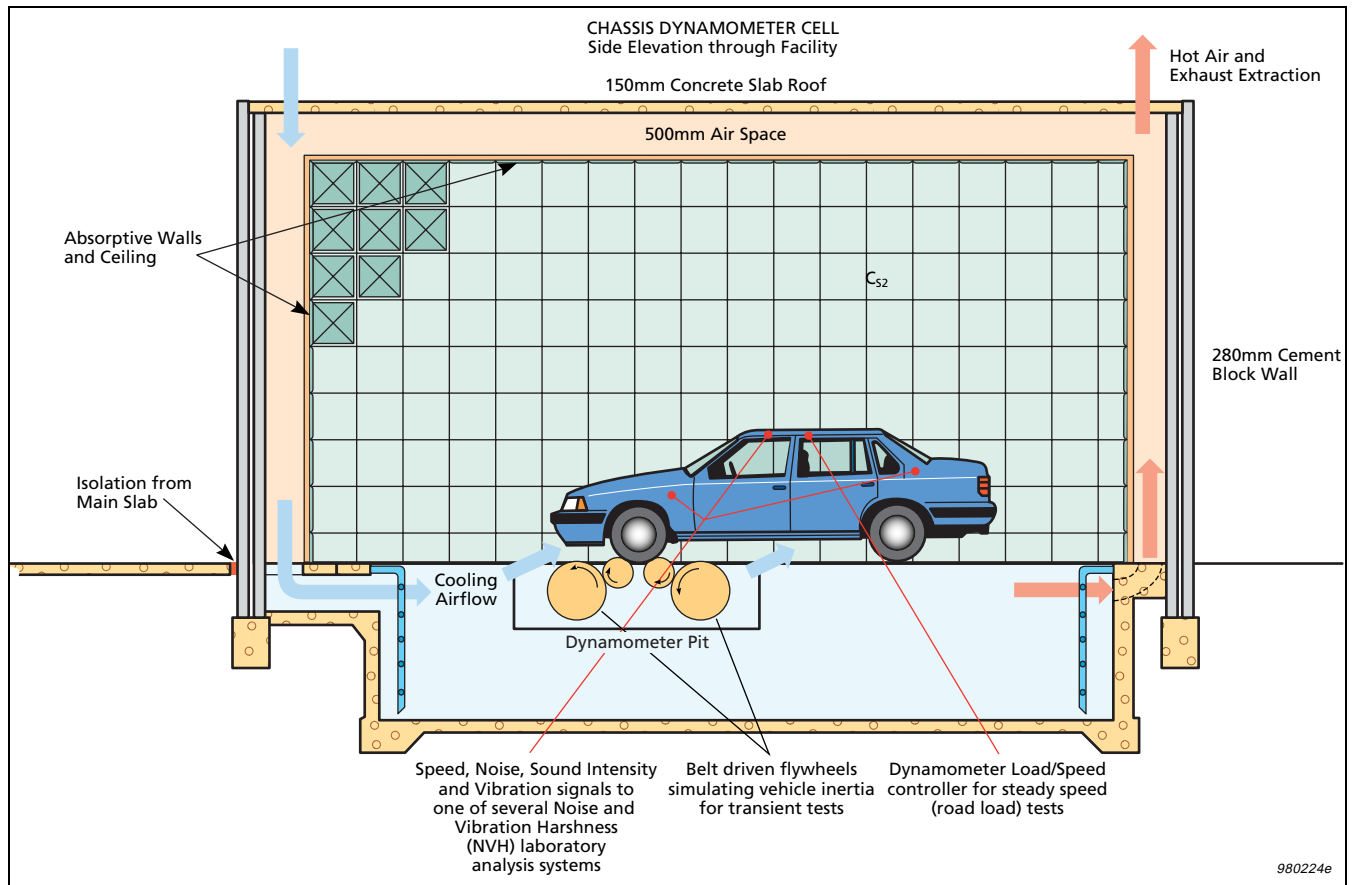 CHASSIS DYNAMOMETER CELL
Side Elevation through Facility
Hot Air and
Exhaust Extraction
150mm Concrete Slab Roof
500mm Air Space
Absorptive Walls
and Ceiling
CS2
280mm Cement
Block Wall
Isolation from
Main Slab
Cooling
Airflow
Dynamometer Pit
Speed, Noise, Sound Intensity
and Vibration signals to
one of several Noise and
Vibration Harshness
(NVH) laboratory
analysis systems
Belt driven flywheels
simulating vehicle inertia
for transient tests
Dynamometer Load/Speed
controller for steady speed
(road load) tests
980224e